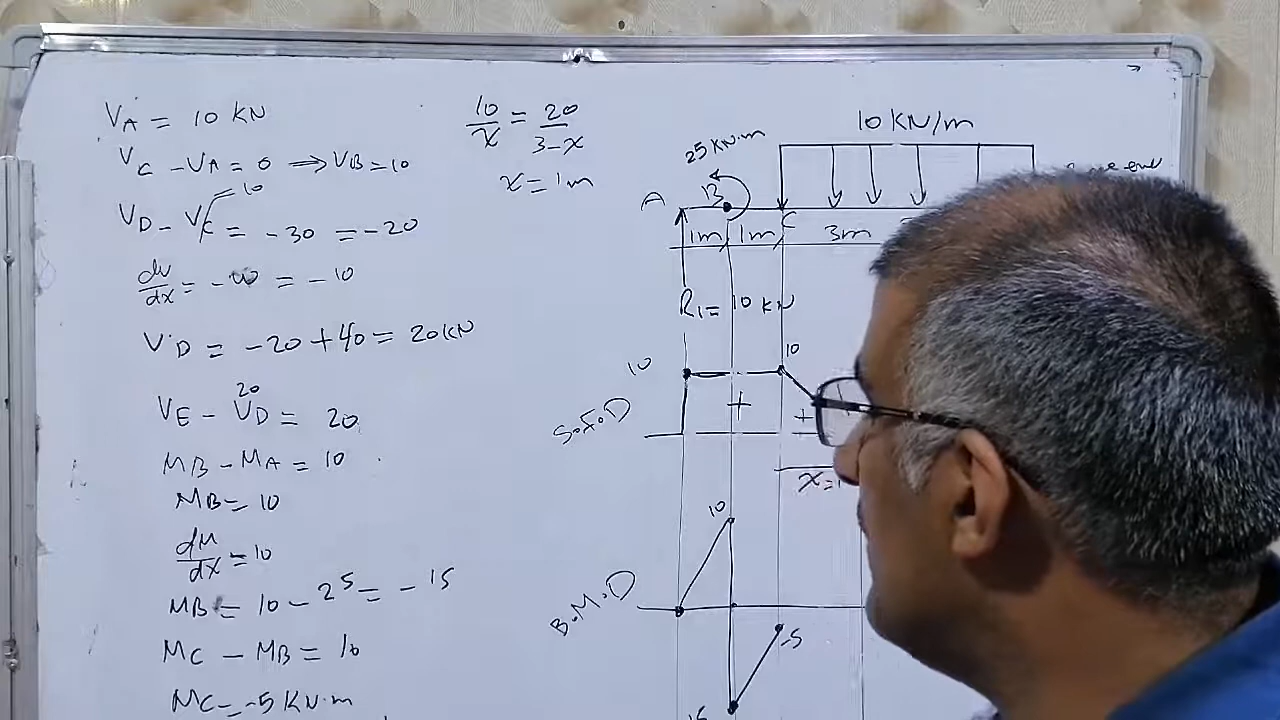 VA = 10 KN
VC - VA = 0 ⇒ VB = 10
10
VD - VC = -30 = -20
dv/dx = -w = -10
VD = -20 + 40 = 20 KN
20
VE - VD = 20
MB - MA = 10
MB = 10
dM/dx = 10
MB = 10 - 25 = -15
MC - MB = 10
MC = -5 KN.m
10/x = 20/3-x
x = 1m
10 KN/m
25 KN.m
A B C
1m 1m 3m
R1 = 10 KN
10 10
S.F.D + +
x=1
10
B.M.D
-5
15